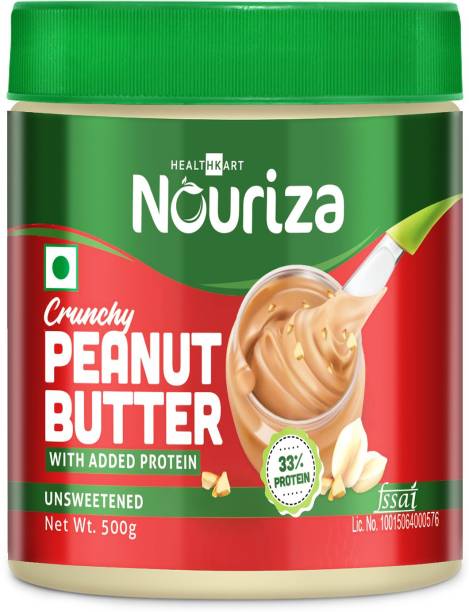 HEALTHKART
Nouriza
Crunchy
PEANUT
BUTTER
WITH ADDED PROTEIN
33%
PROTEIN
UNSWEETENED
Net Wt. 500g
fssai
Lic. No. 10015064000576